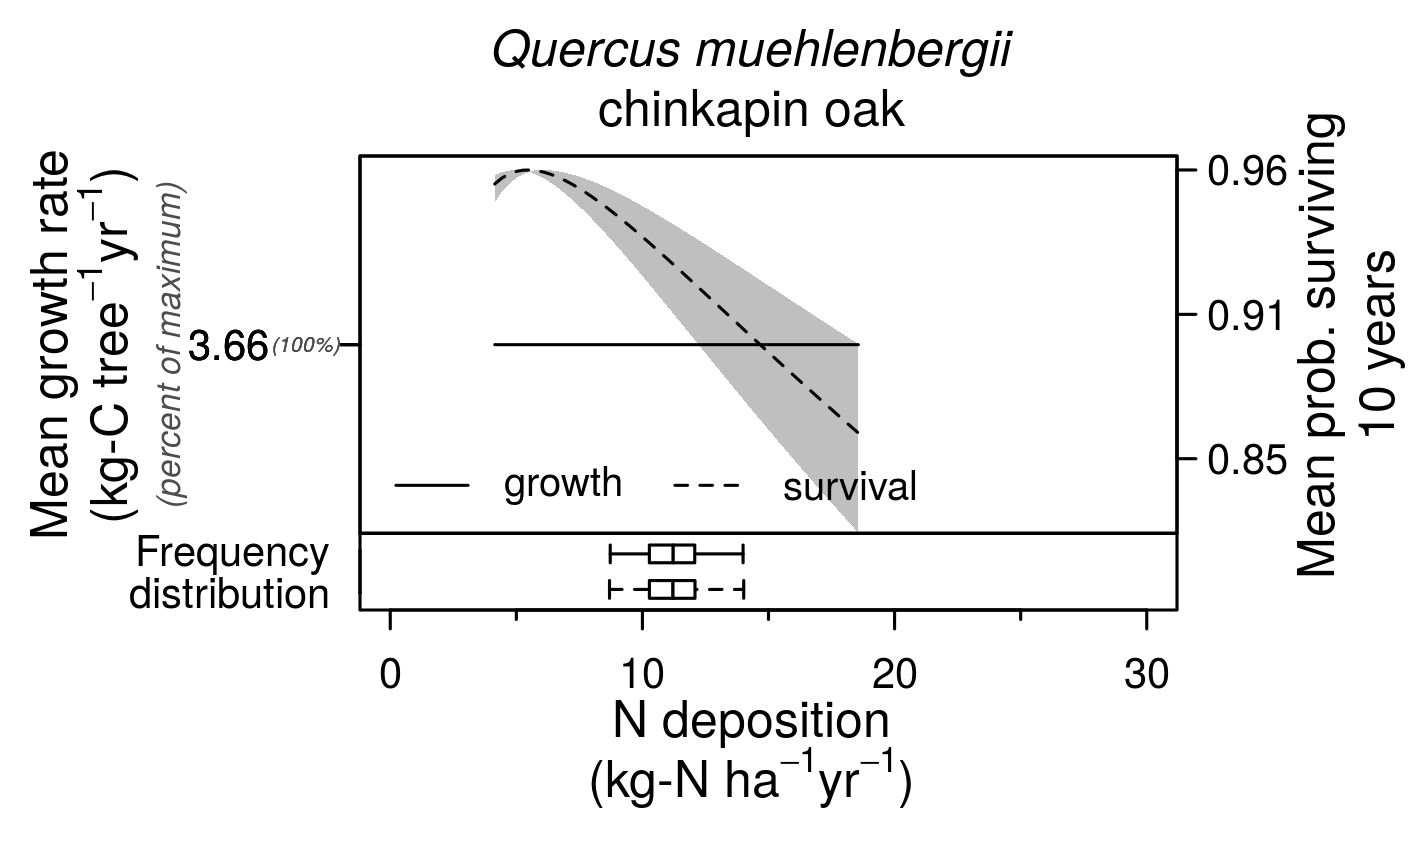 Quercus muehlenbergii
chinkapin oak
Mean growth rate
(kg-C tree⁻¹yr⁻¹)
(percent of maximum)
3.66 (100%)
0.96
0.91
0.85
Mean prob. surviving
10 years
growth
survival
Frequency
distribution
0 10 20 30
N deposition
(kg-N ha⁻¹yr⁻¹)